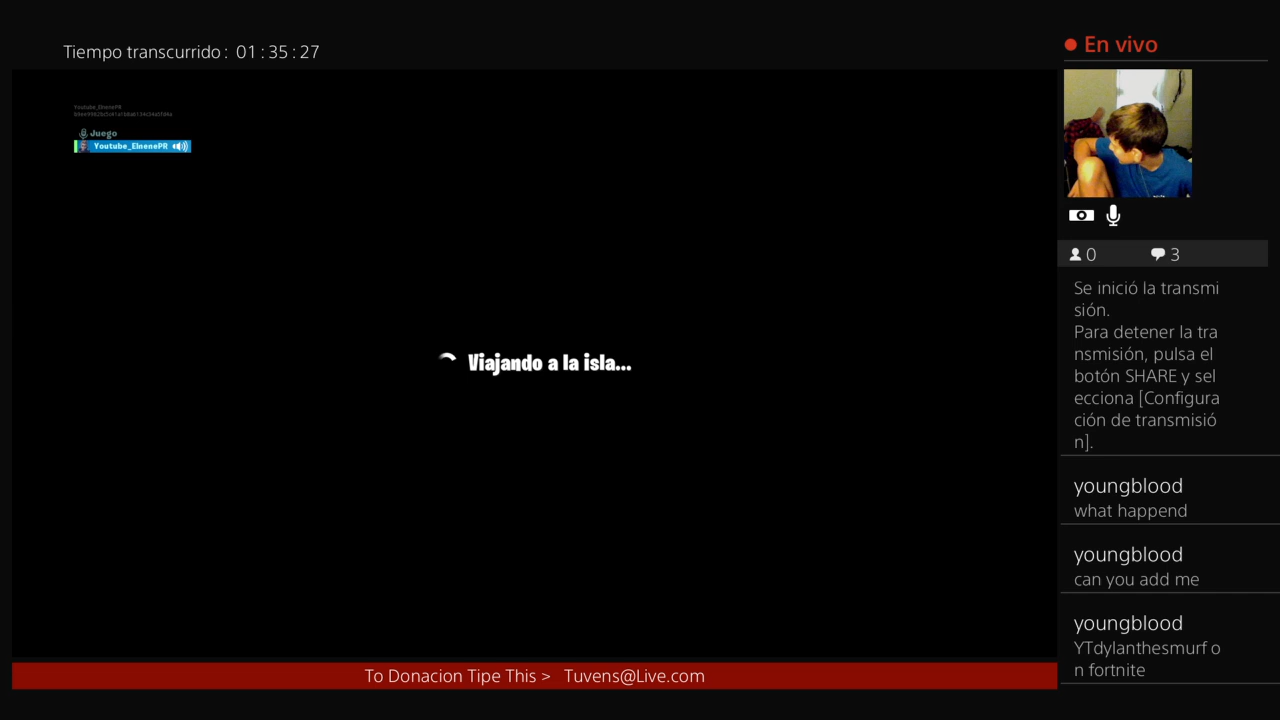 Tiempo transcurrido : 01 : 35 : 27
En vivo
Youtube_ElnenePR
Juego
Youtube_ElnenePR
0
3
Viajando a la isla...
Se inició la transmi
sión.
Para detener la tra
nsmisión, pulsa el
botón SHARE y sel
ecciona [Configura
ción de transmisió
n].
youngblood
what happend
youngblood
can you add me
youngblood
YTdylanthesmurf o
n fortnite
To Donacion Tipe This > Tuvens@Live.com